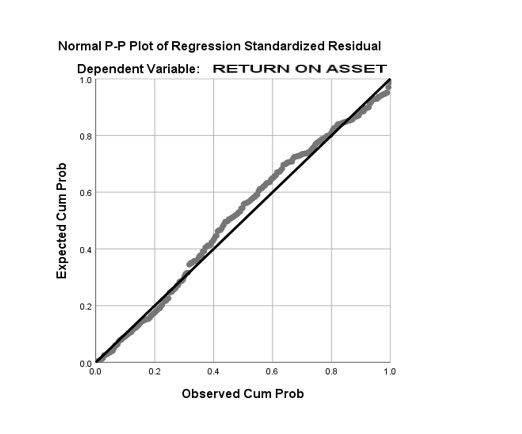 Normal P-P Plot of Regression Standardized Residual
Dependent Variable: RETURN ON ASSET
1.0
0.8
0.6
0.4
0.2
0.0
Expected Cum Prob
0.0 0.2 0.4 0.6 0.8 1.0
Observed Cum Prob